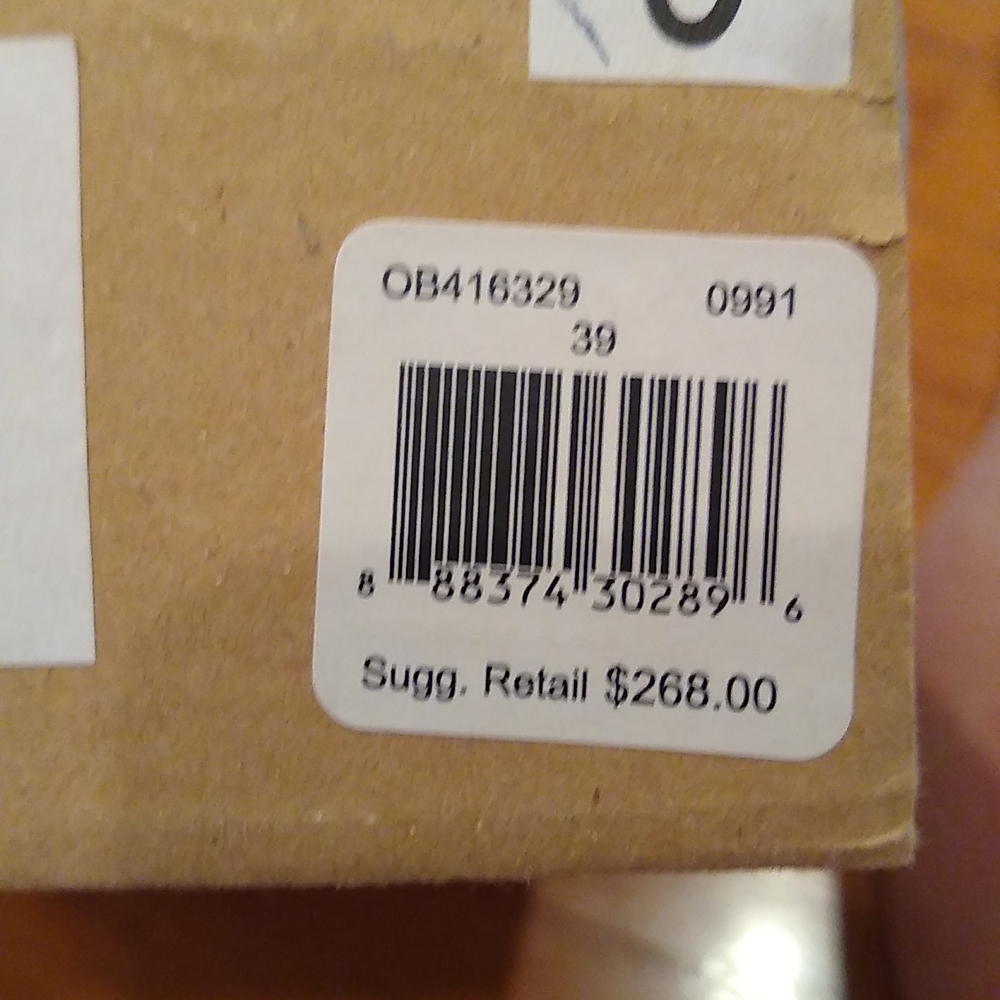 OB416329 0991
39
8 88374 30289 6
Sugg. Retail $268.00